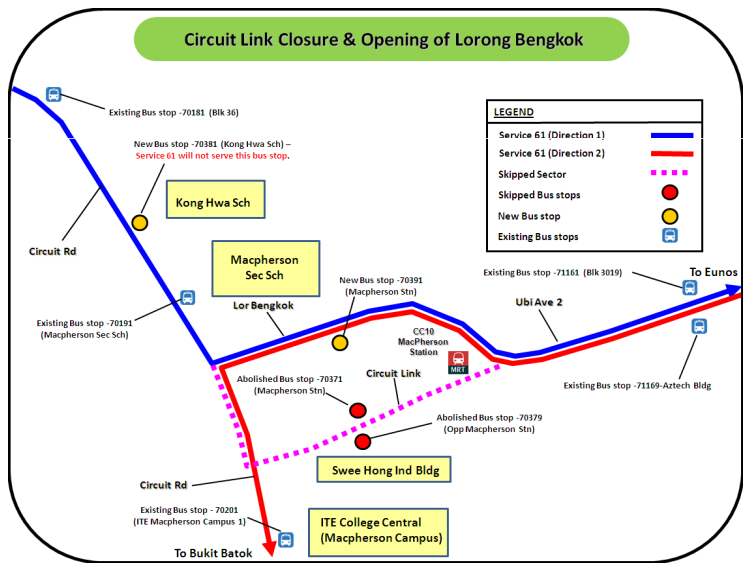 Circuit Link Closure & Opening of Lorong Bengkok
Existing Bus stop -70181 (Blk 36)
New Bus stop -70381 (Kong Hwa Sch) –
Service 61 will not serve this bus stop.
Kong Hwa Sch
LEGEND
Service 61 (Direction 1)
Service 61 (Direction 2)
Skipped Sector
Skipped Bus stops
New Bus stop
Existing Bus stops
Circuit Rd
Macpherson
Sec Sch
Lor Bengkok
New Bus stop -70391
(Macpherson Stn)
Existing Bus stop -71161 (Blk 3019)
To Eunos
Ubi Ave 2
Existing Bus stop -70191
(Macpherson Sec Sch)
CC10
MacPherson
Station
MRT
Circuit Link
Abolished Bus stop -70371
(Macpherson Stn)
Existing Bus stop -71169-Aztech Bldg
Abolished Bus stop -70379
(Opp Macpherson Stn)
Swee Hong Ind Bldg
Circuit Rd
Existing Bus stop - 70201
(ITE Macpherson Campus 1)
ITE College Central
(Macpherson Campus)
To Bukit Batok